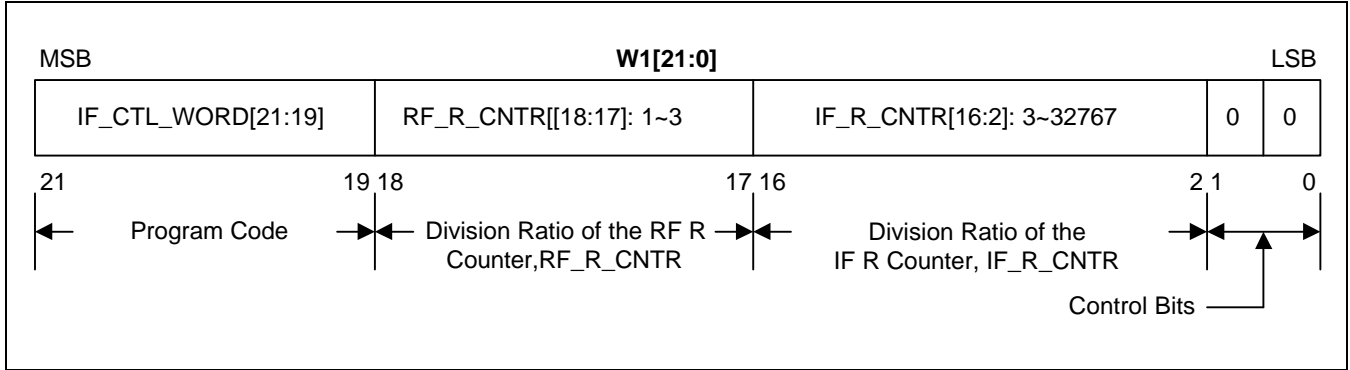 MSB W1[21:0] LSB
IF_CTL_WORD[21:19] RF_R_CNTR[[18:17]: 1~3 IF_R_CNTR[16:2]: 3~32767 0 0
21 19 18 17 16 2 1 0
Program Code Division Ratio of the RF R Division Ratio of the
Counter,RF_R_CNTR IF R Counter, IF_R_CNTR
Control Bits